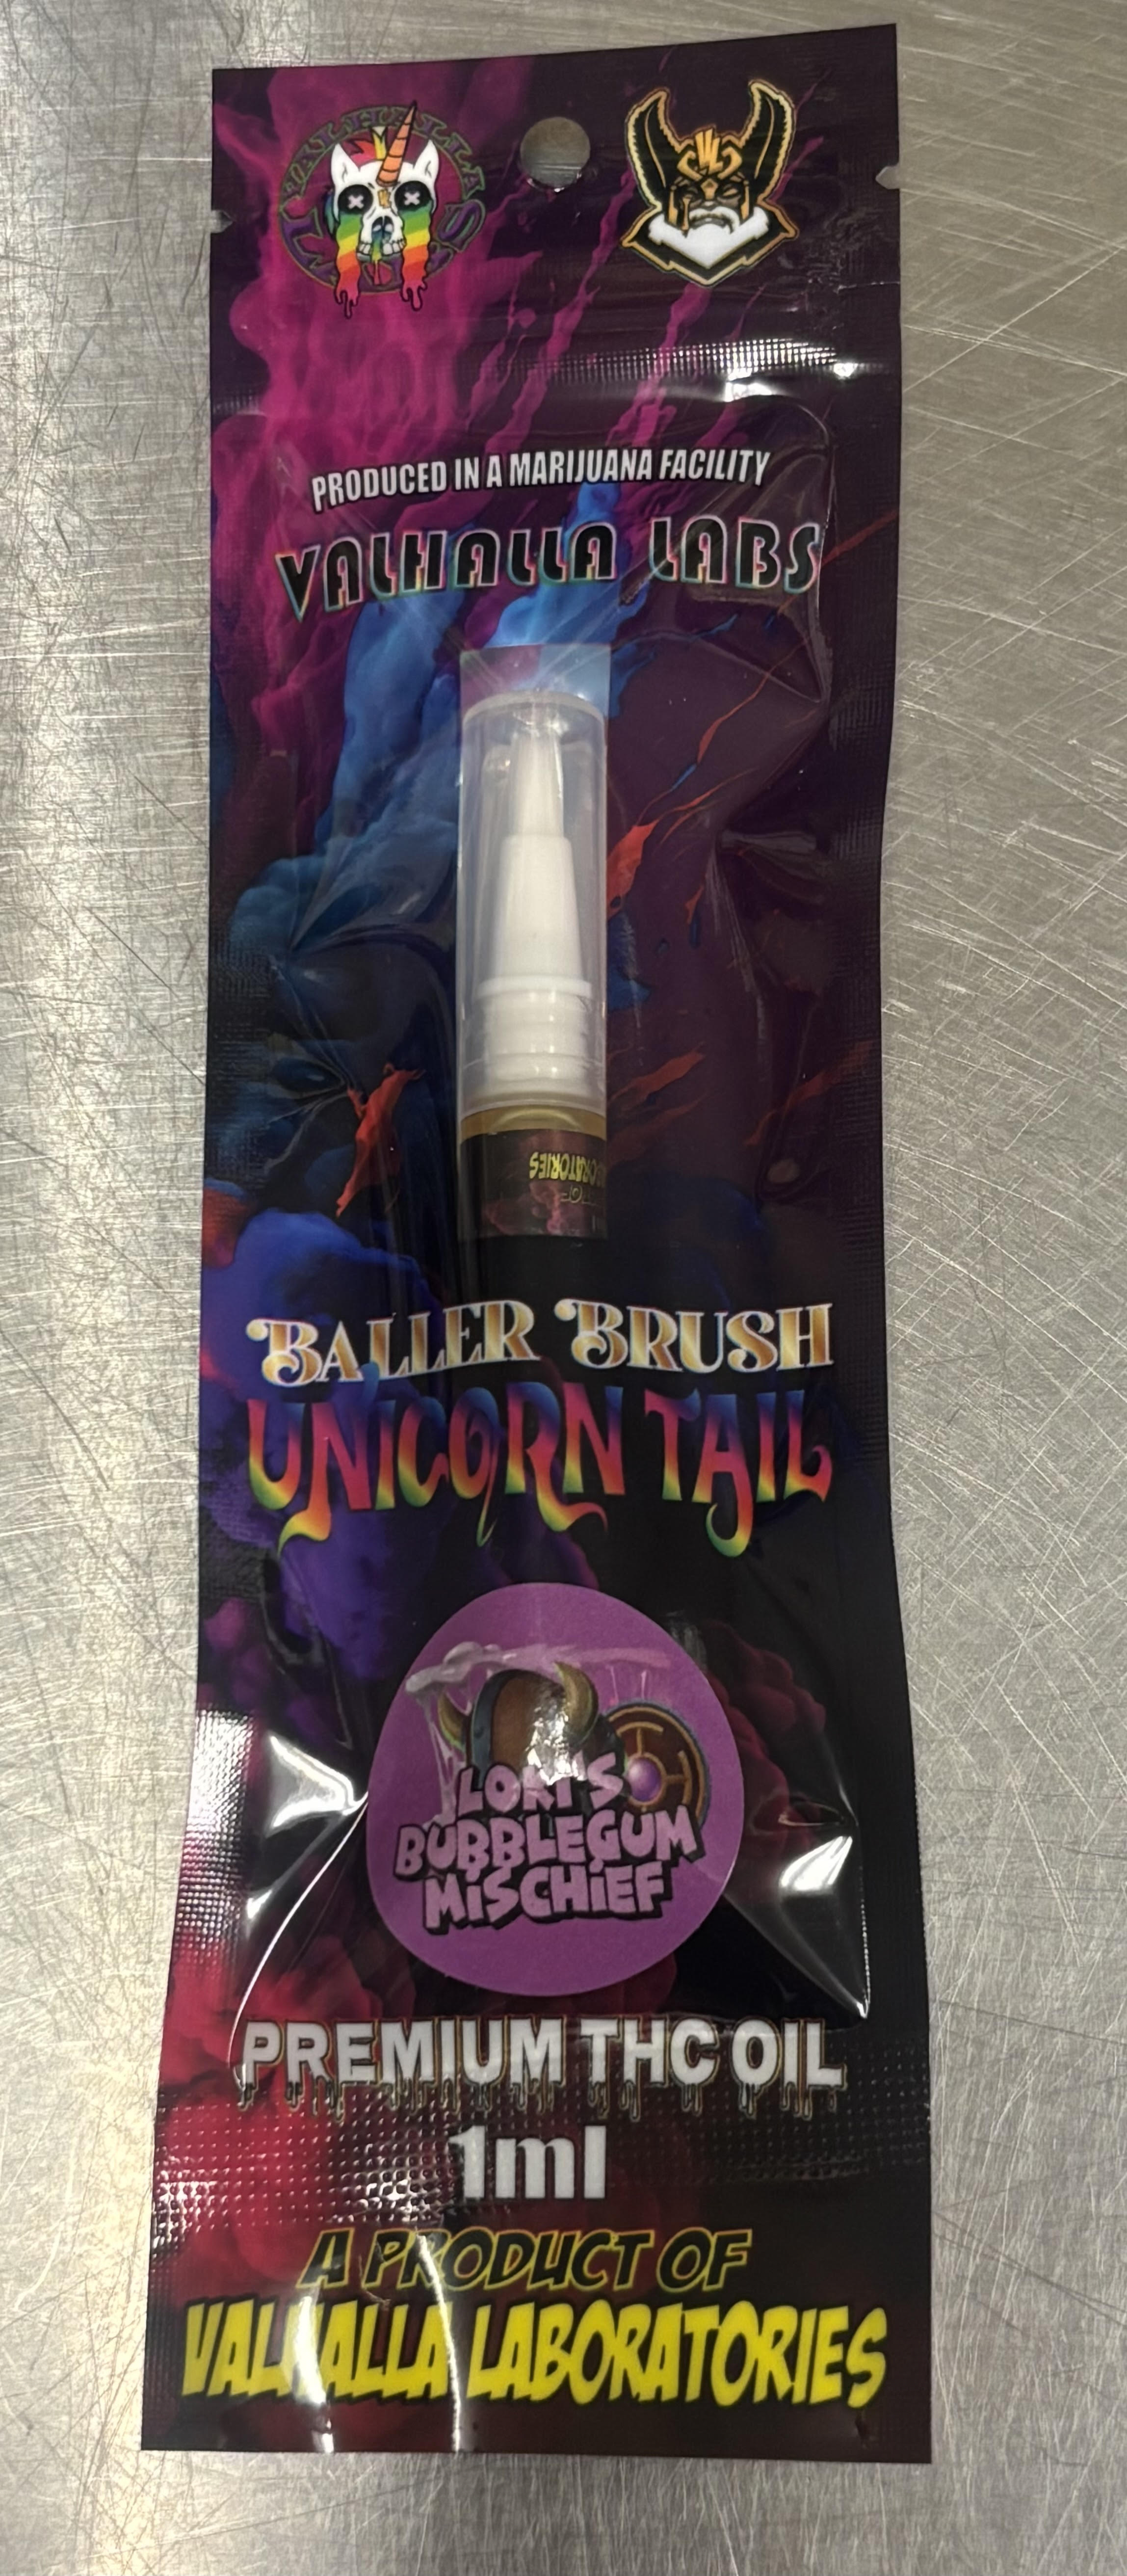 VALHALLAS
PRODUCED IN A MARIJUANA FACILITY
VALHALLA LABS
BALLER BRUSH
UNICORN TAIL
LOKI'S
BUBBLEGUM
MISCHiEF
PREMIUM THC OIL
1ml
A PRODUCT OF
VALHALLA LABORATORIES